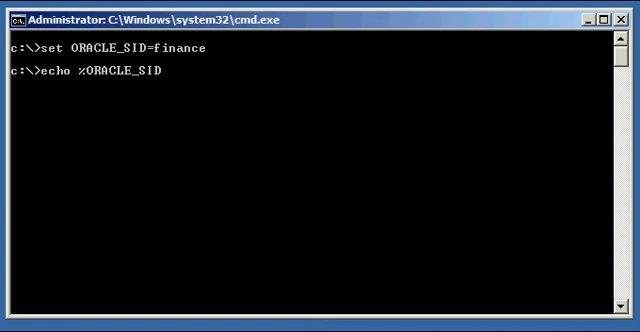 Administrator: C:\Windows\system32\cmd.exe
c:\>set ORACLE_SID=finance
c:\>echo %ORACLE_SID